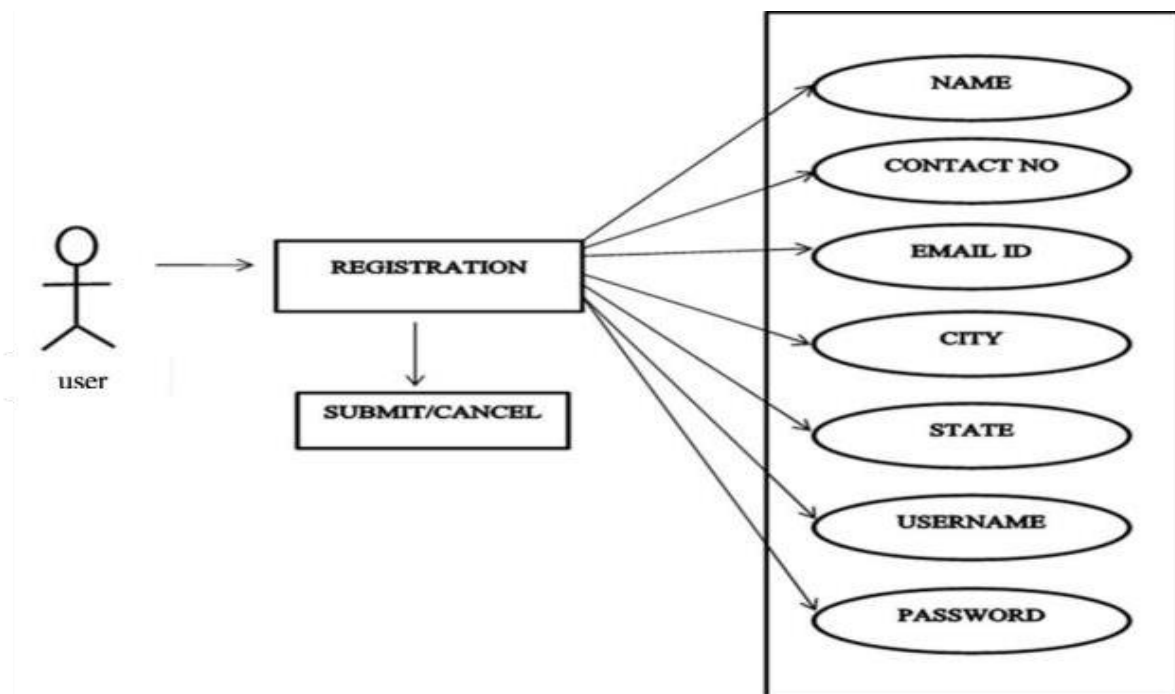 user
REGISTRATION
SUBMIT/CANCEL
NAME
CONTACT NO
EMAIL ID
CITY
STATE
USERNAME
PASSWORD